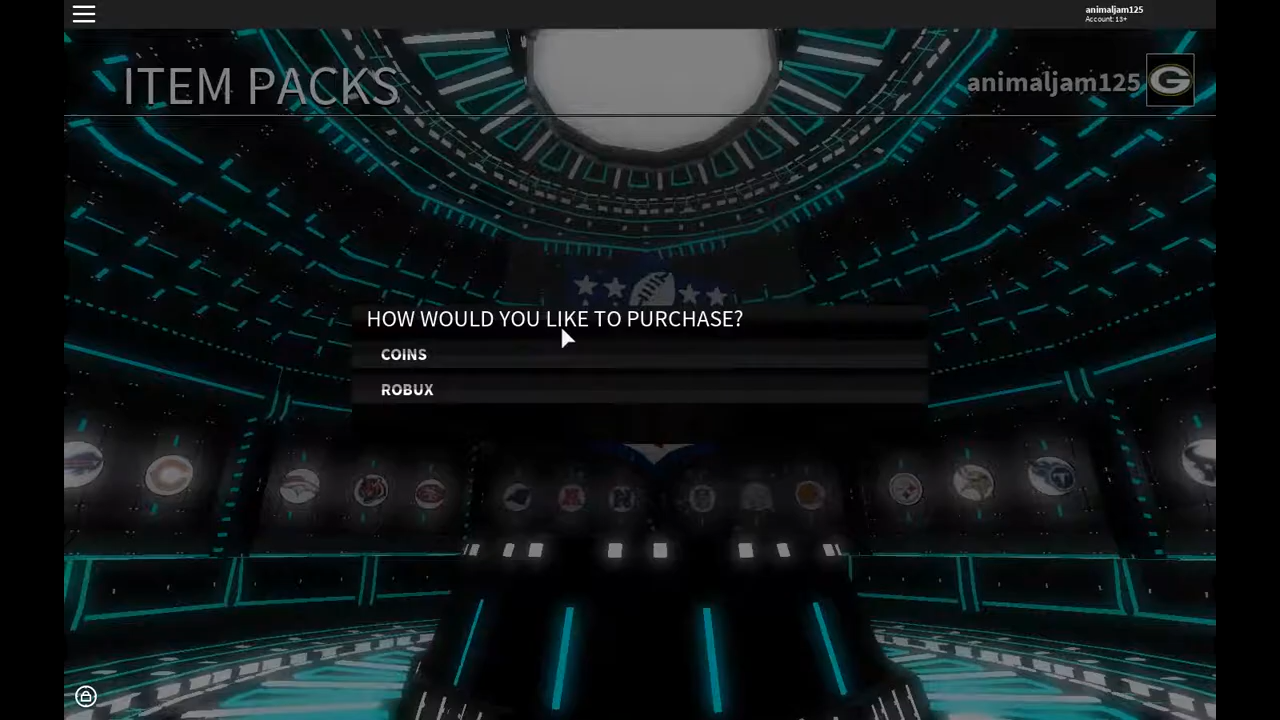 animaljam125
Account: 13+
ITEM PACKS
animaljam125
G
HOW WOULD YOU LIKE TO PURCHASE?
COINS
ROBUX